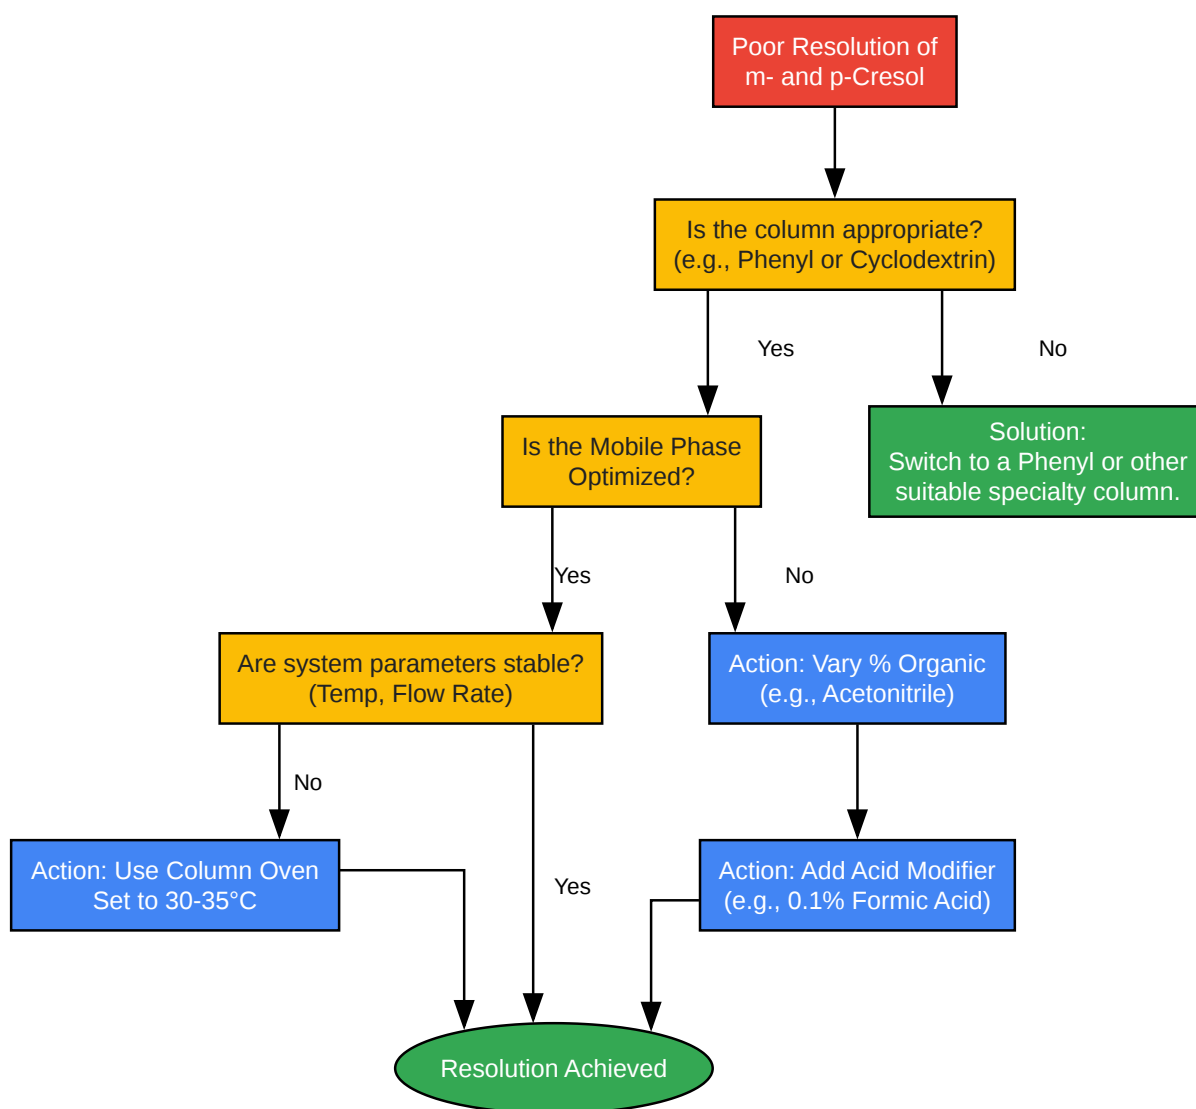 Poor Resolution of
m- and p-Cresol
Is the column appropriate?
(e.g., Phenyl or Cyclodextrin)
Yes
No
Is the Mobile Phase
Optimized?
Solution:
Switch to a Phenyl or other
suitable specialty column.
Yes
No
Are system parameters stable?
(Temp, Flow Rate)
Action: Vary % Organic
(e.g., Acetonitrile)
No
Action: Use Column Oven
Set to 30-35°C
Yes
Action: Add Acid Modifier
(e.g., 0.1% Formic Acid)
Resolution Achieved